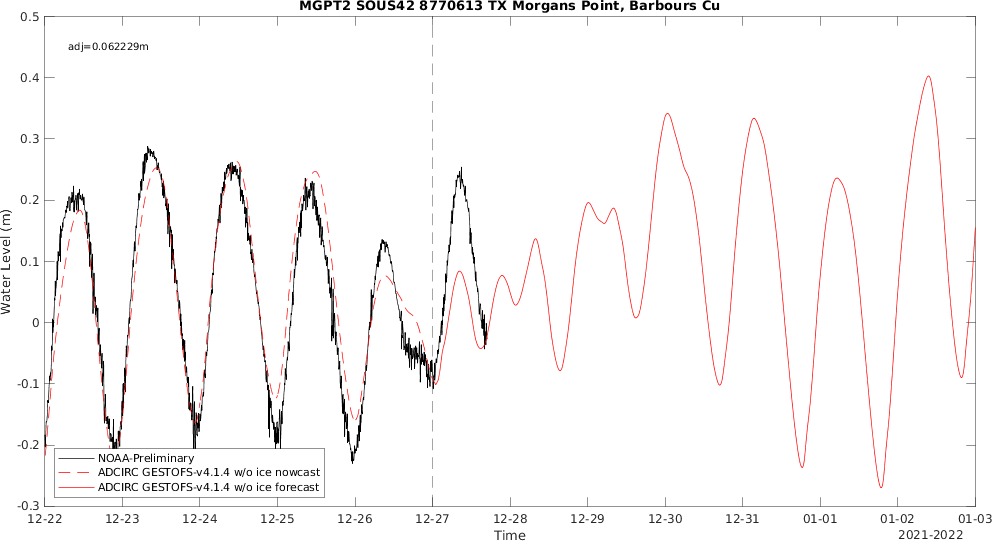 MGPT2 SOUS42 8770613 TX Morgans Point, Barbours Cu
adj=0.062229m
0.5
0.4
0.3
0.2
0.1
0
-0.1
-0.2
-0.3
Water Level (m)
NOAA-Preliminary
ADCIRC GESTOFS-v4.1.4 w/o ice nowcast
ADCIRC GESTOFS-v4.1.4 w/o ice forecast
12-22 12-23 12-24 12-25 12-26 12-27 12-28 12-29 12-30 12-31 01-01 01-02 01-03
Time
2021-2022